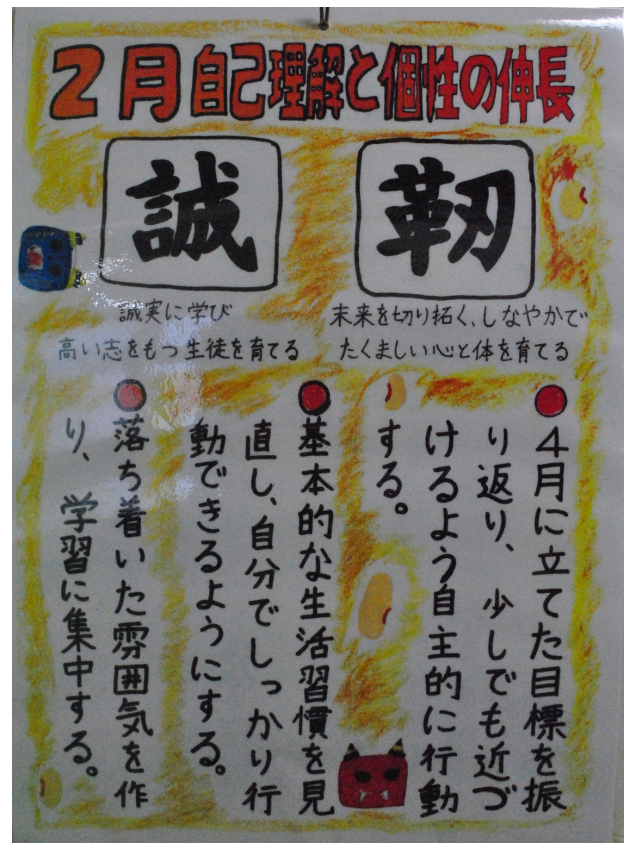 2月自己理解と個性の伸長
靭
未来を切り拓く、しなやかで
たくましい心と体を育てる
誠
誠実に学び
高い志をもつ生徒を育てる
●4月に立てた目標を振
り返り、少しでも近づ
けるよう自主的に行動
する。
●基本的な生活習慣を見
直し、自分でしっかり行
動できるようにする。
●落ち着いた雰囲気を作
り、学習に集中する。